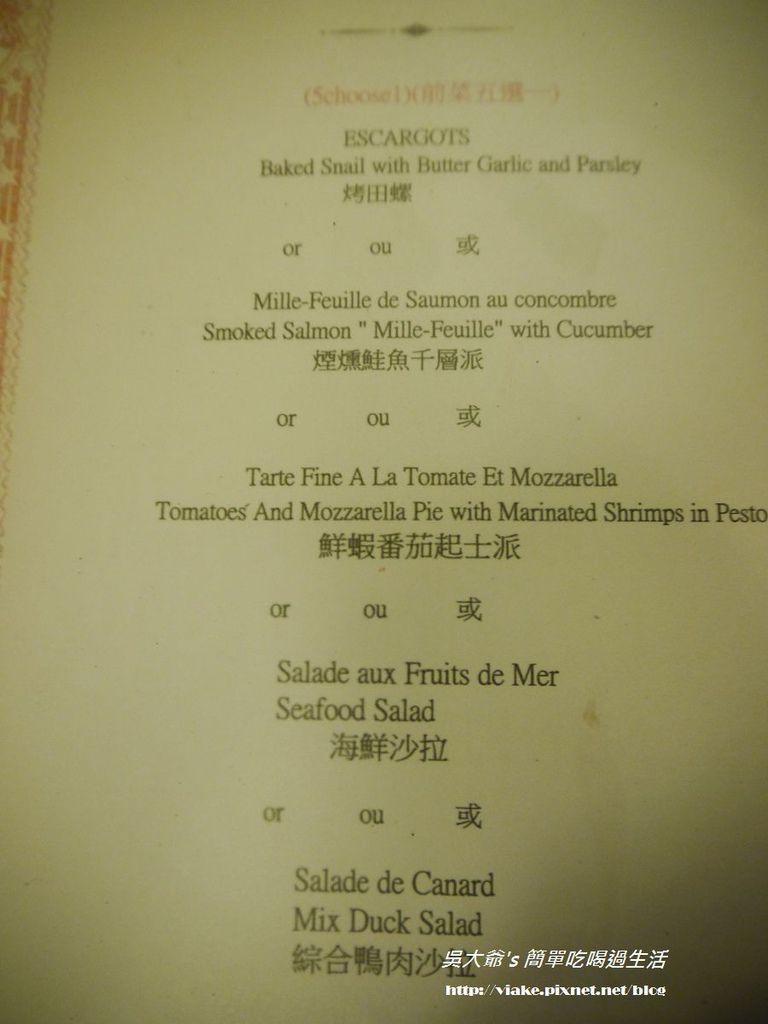 (5choose1)(前菜五選一)
ESCARGOTS
Baked Snail with Butter Garlic and Parsley
烤田螺
or ou 或
Mille-Feuille de Saumon au concombre
Smoked Salmon " Mille-Feuille" with Cucumber
煙燻鮭魚千層派
or ou 或
Tarte Fine A La Tomate Et Mozzarella
Tomatoes And Mozzarella Pie with Marinated Shrimps in Pesto
鮮蝦番茄起士派
or ou 或
Salade aux Fruits de Mer
Seafood Salad
海鮮沙拉
or ou 或
Salade de Canard
Mix Duck Salad
綜合鴨肉沙拉
吳大爺's 簡單吃喝過生活
http://viake.pixnet.net/blog